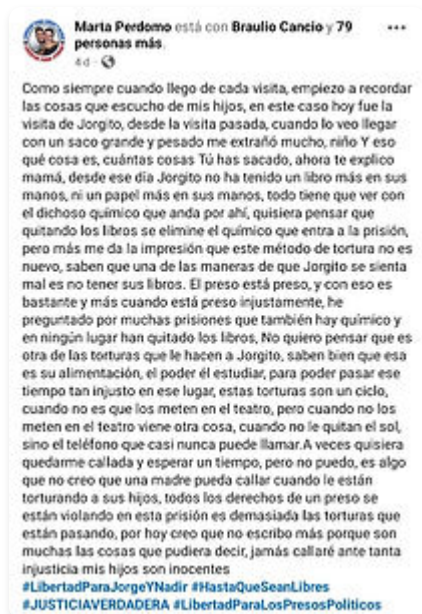 Marta Perdomo está con Braulio Cancio y 79
personas más.
4 d ·
Como siempre cuando llego de cada visita, empiezo a recordar
las cosas que escucho de mis hijos, en este caso hoy fue la
visita de Jorgito, desde la visita pasada, cuando lo veo llegar
con un saco grande y pesado me extrañó mucho, niño Y eso
qué cosa es, cuántas cosas Tú has sacado, ahora te explico
mamá, desde ese día Jorgito no ha tenido un libro más en sus
manos, ni un papel más en sus manos, todo tiene que ver con
el dichoso químico que anda por ahí, quisiera pensar que
quitando los libros se elimine el químico que entra a la prisión,
pero más me da la impresión que este método de tortura no es
nuevo, saben que una de las maneras de que Jorgito se sienta
mal es no tener sus libros. El preso está preso, y con eso es
bastante y más cuando está preso injustamente, he
preguntado por muchas prisiones que también hay químico y
en ningún lugar han quitado los libros, No quiero pensar que es
otra de las torturas que le hacen a Jorgito, saben bien que esa
es su alimentación, el poder él estudiar, para poder pasar ese
tiempo tan injusto en ese lugar, estas torturas son un ciclo,
cuando no es que los meten en el teatro, pero cuando no los
meten en el teatro viene otra cosa, cuando no le quitan el sol,
sino el teléfono que casi nunca puede llamar.A veces quisiera
quedarme callada y esperar un tiempo, pero no puedo, es algo
que no creo que una madre pueda callar cuando le están
torturando a sus hijos, todos los derechos de un preso se
están violando en esta prisión es demasiada las torturas que
están pasando, por hoy creo que no escribo más porque son
muchas las cosas que pudiera decir, jamás callaré ante tanta
injusticia mis hijos son inocentes
#LibertadParaJorgeYNadir #HastaQueSeanLibres
#JUSTICIAVERDADERA #LibertadParaLosPresosPoliticos